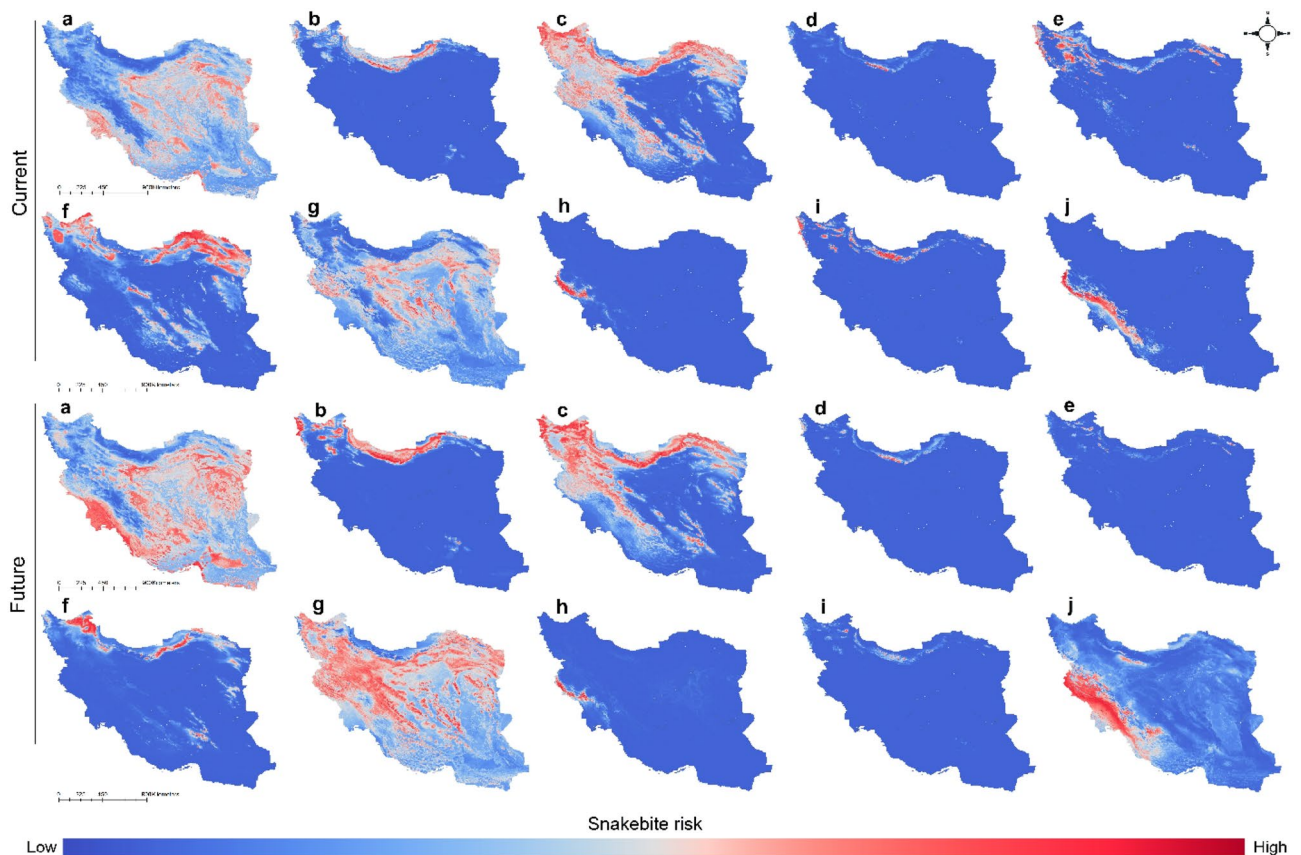 a b c d e
Current
f g h i j
a b c d e
Future
f g h i j
Snakebite risk
Low High